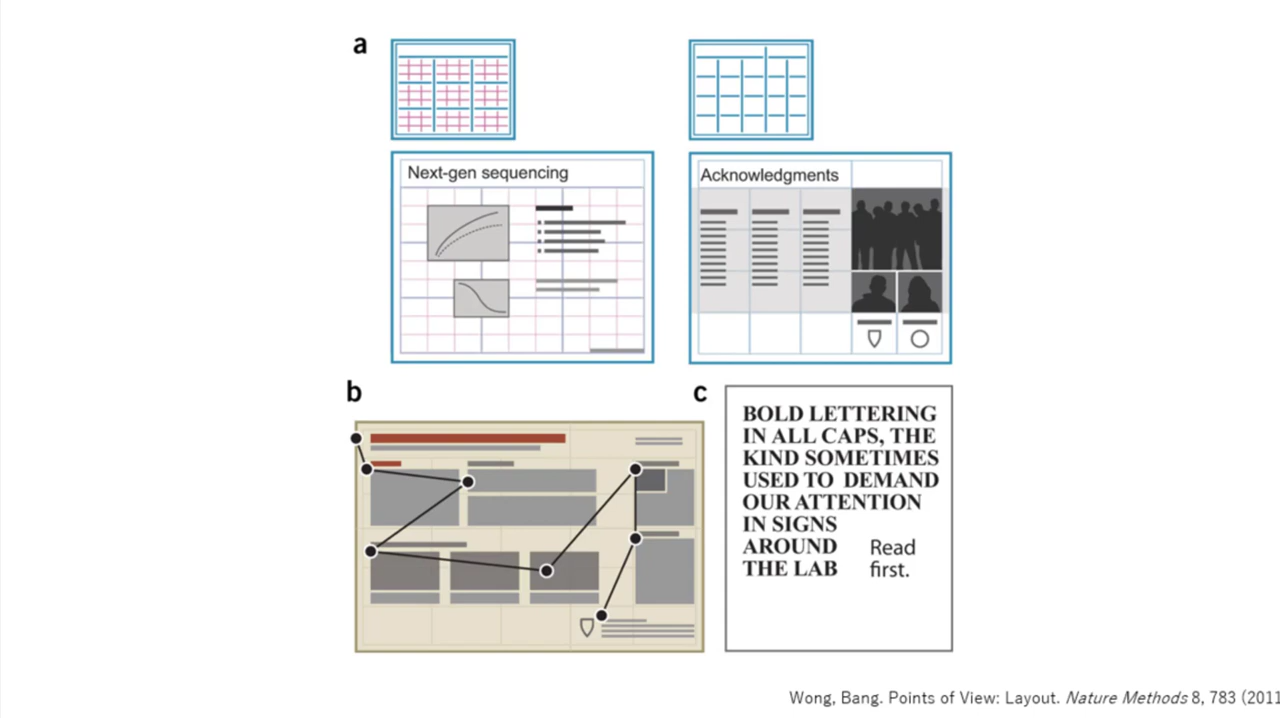 a
Next-gen sequencing
Acknowledgments
b
c
BOLD LETTERING
IN ALL CAPS, THE
KIND SOMETIMES
USED TO DEMAND
OUR ATTENTION
IN SIGNS
AROUND
THE LAB
Read
first.
Wong, Bang. Points of View: Layout. Nature Methods 8, 783 (2011